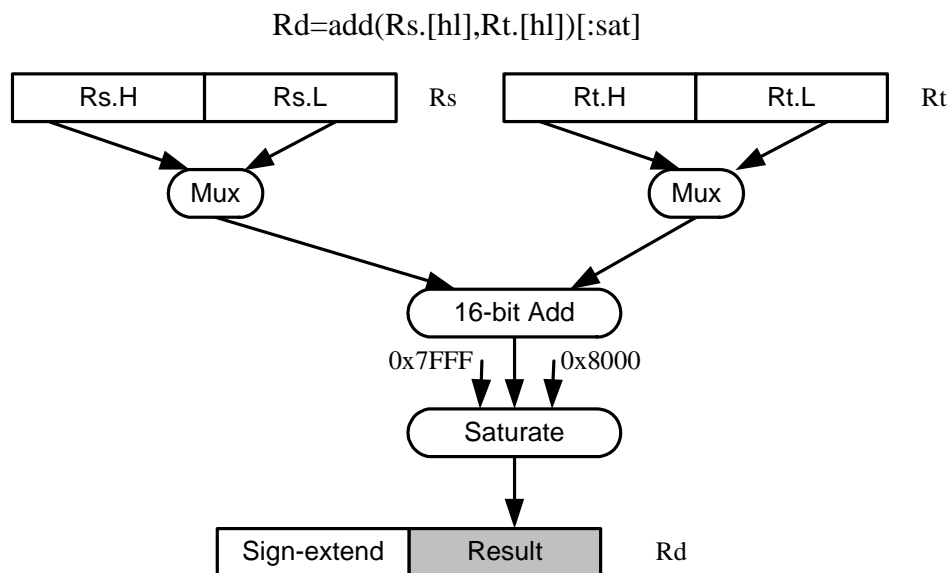 Rd=add(Rs.[hl],Rt.[hl])[:sat]
Rs.H Rs.L Rs Rt.H Rt.L Rt
Mux Mux
16-bit Add
0x7FFF 0x8000
Saturate
Sign-extend Result Rd